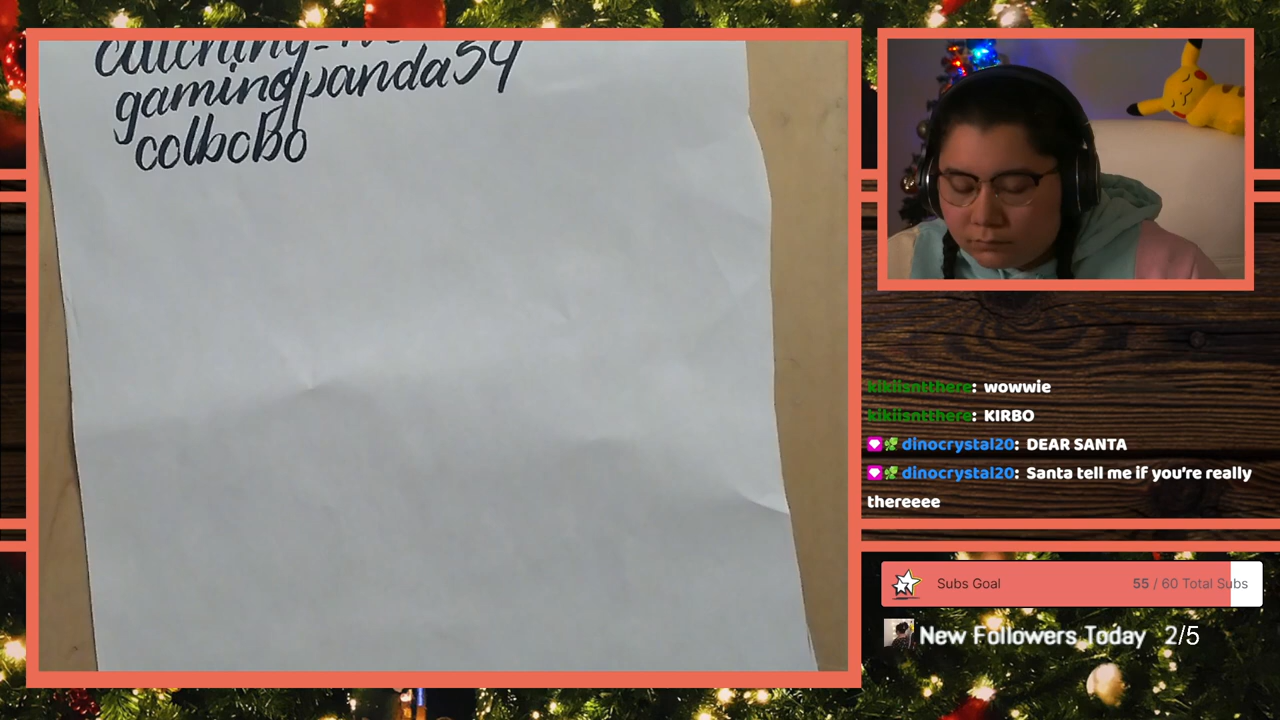 gamingpanda54
colbobo
kikiisntthere: wowwie
kikiisntthere: KIRBO
dinocrystal20: DEAR SANTA
dinocrystal20: Santa tell me if you're really
thereeee
Subs Goal 55 / 60 Total Subs
New Followers Today 2/5